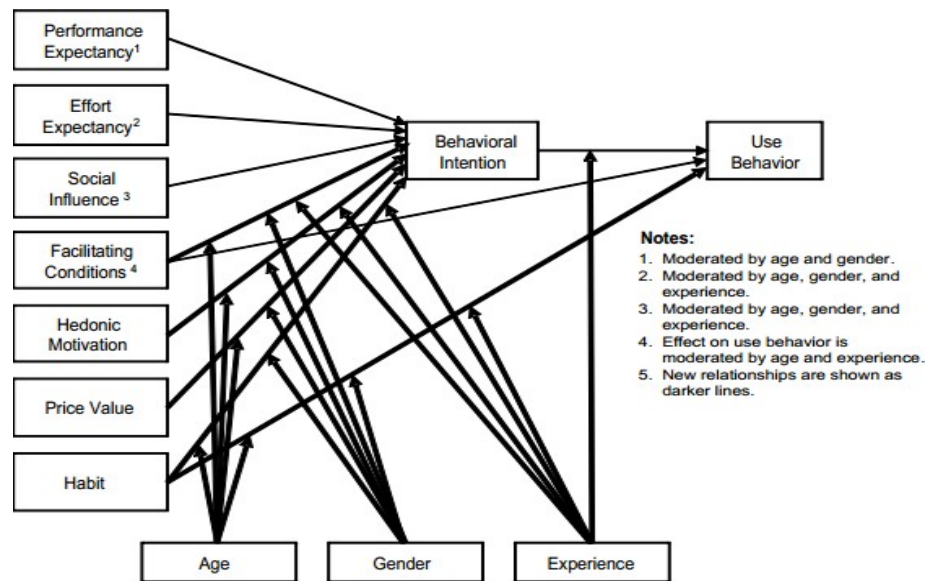 Performance
Expectancy¹
Effort
Expectancy²
Social
Influence ³
Facilitating
Conditions ⁴
Hedonic
Motivation
Price Value
Habit
Behavioral
Intention
Use
Behavior
Notes:
1. Moderated by age and gender.
2. Moderated by age, gender, and
experience.
3. Moderated by age, gender, and
experience.
4. Effect on use behavior is
moderated by age and experience.
5. New relationships are shown as
darker lines.
Age
Gender
Experience